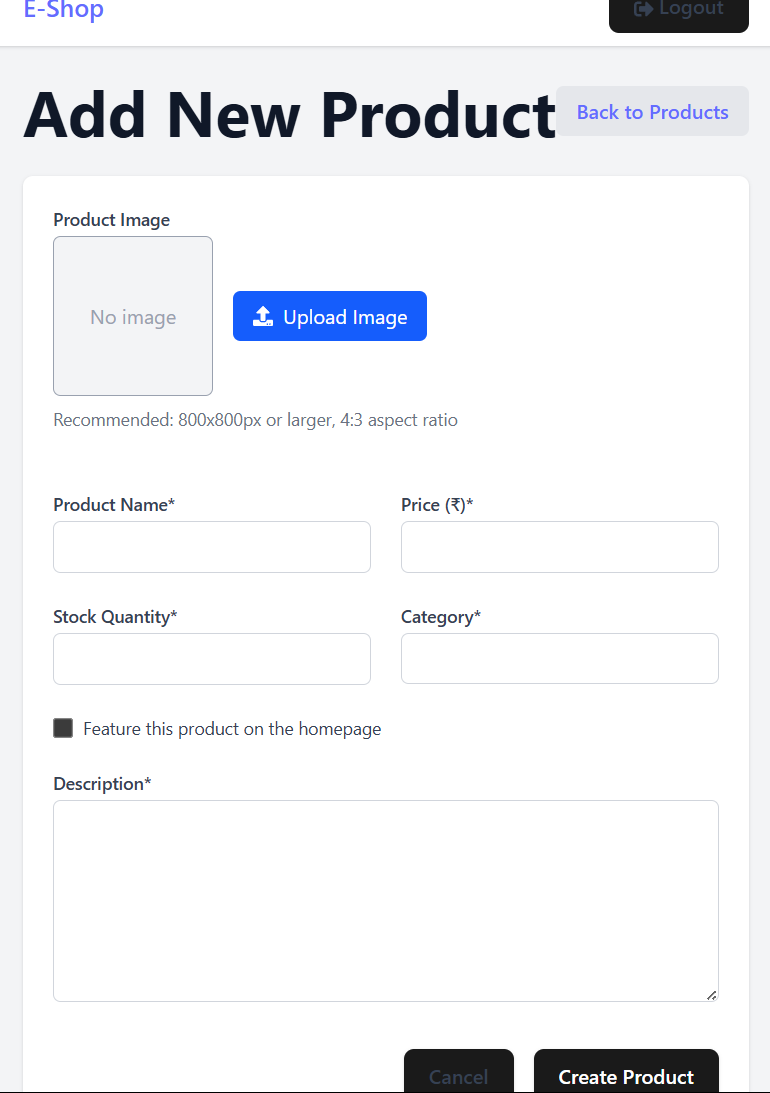 E-Shop
Logout
Add New Product
Back to Products
Product Image
No image
Upload Image
Recommended: 800x800px or larger, 4:3 aspect ratio
Product Name*
Price (₹)*
Stock Quantity*
Category*
Feature this product on the homepage
Description*
Cancel
Create Product